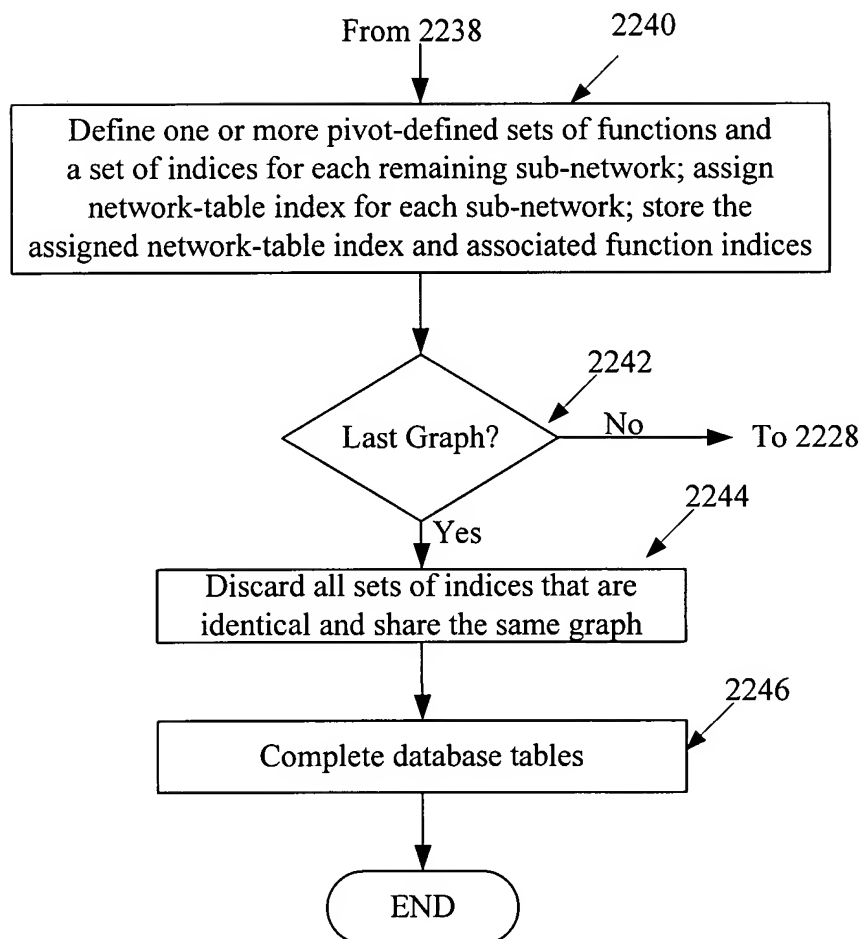 From 2238
2240
Define one or more pivot-defined sets of functions and
a set of indices for each remaining sub-network; assign
network-table index for each sub-network; store the
assigned network-table index and associated function indices
2242
Last Graph?
No
To 2228
2244
Yes
Discard all sets of indices that are
identical and share the same graph
2246
Complete database tables
END